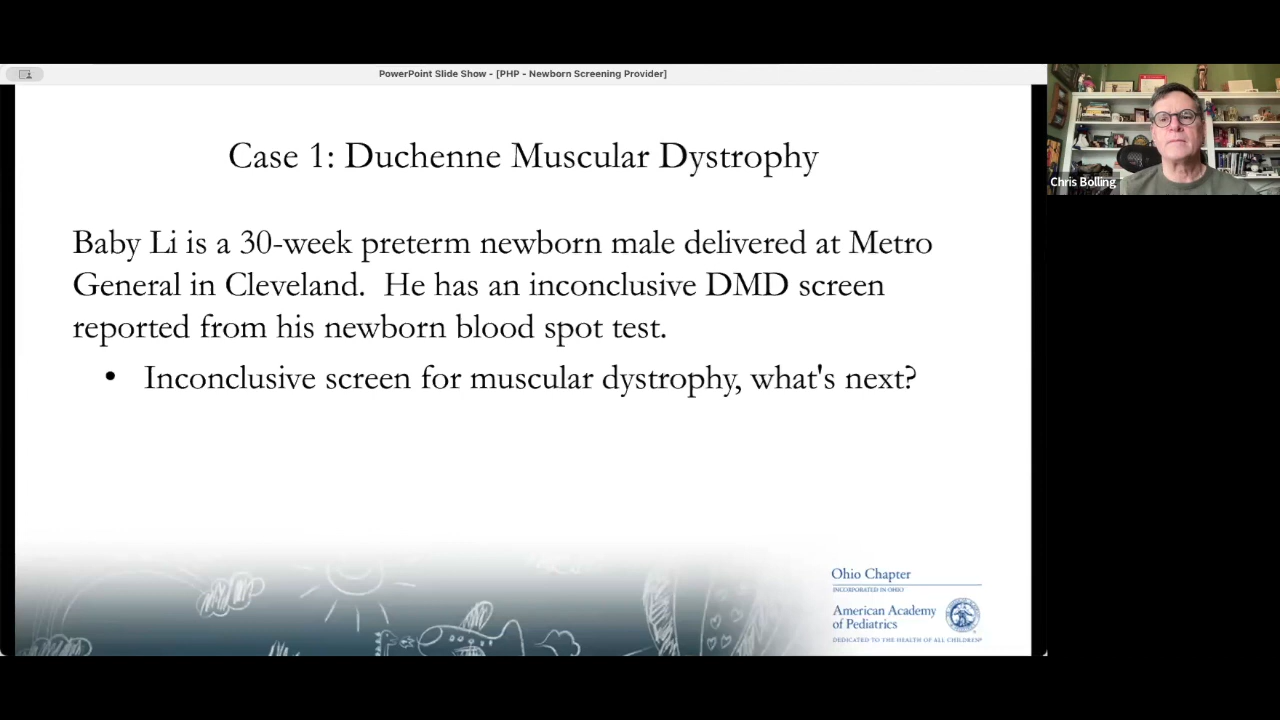 PowerPoint Slide Show - [PHP - Newborn Screening Provider]
Case 1: Duchenne Muscular Dystrophy
Baby Li is a 30-week preterm newborn male delivered at Metro
General in Cleveland.  He has an inconclusive DMD screen
reported from his newborn blood spot test.
• Inconclusive screen for muscular dystrophy, what's next?
Chris Bolling
Ohio Chapter
INCORPORATED IN OHIO
American Academy
of Pediatrics
DEDICATED TO THE HEALTH OF ALL CHILDREN®